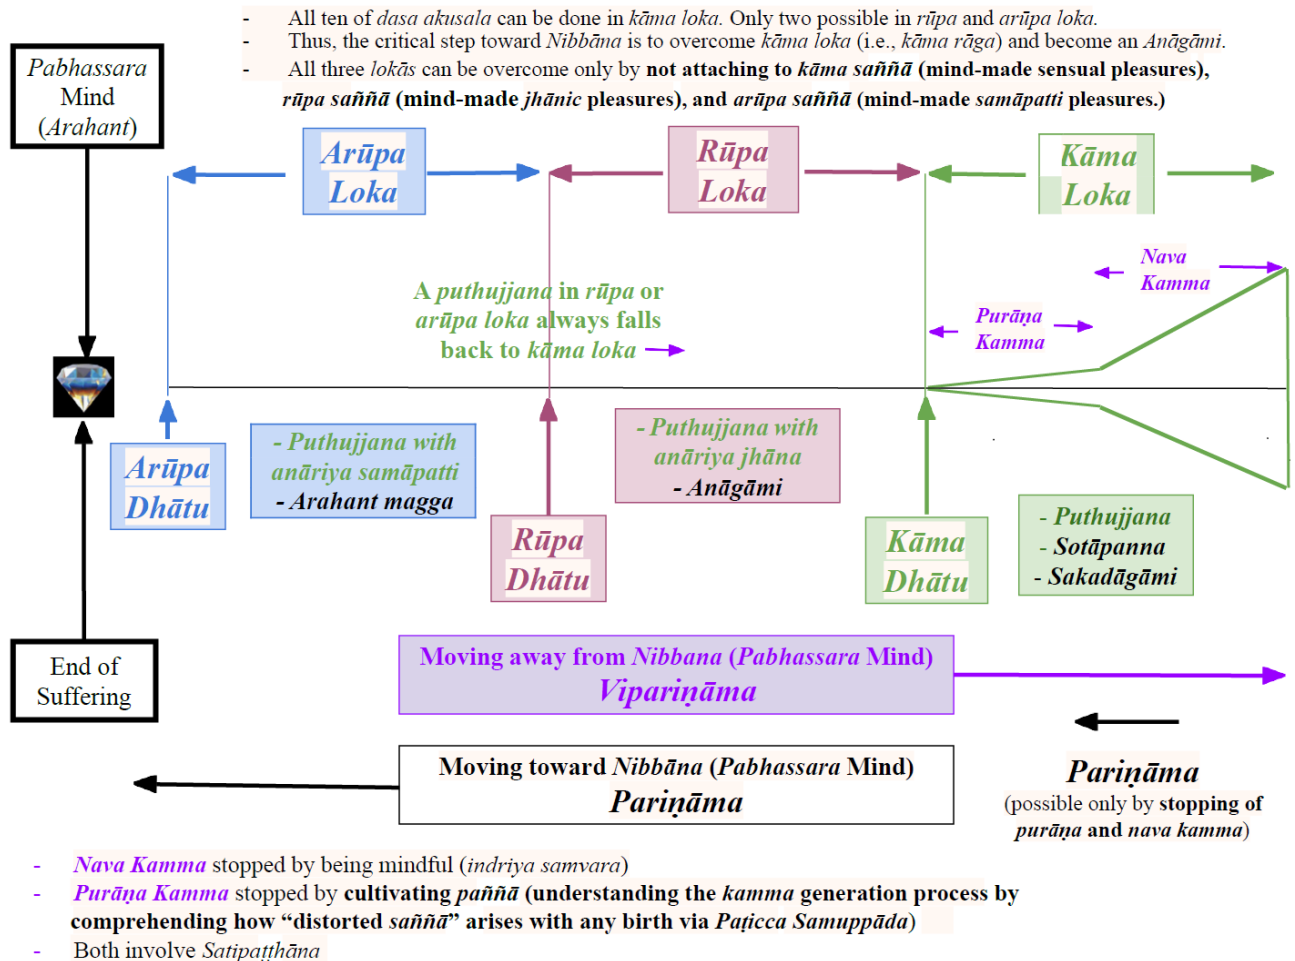 - All ten of dasa akusala can be done in kāma loka. Only two possible in rūpa and arūpa loka.
- Thus, the critical step toward Nibbāna is to overcome kāma loka (i.e., kāma rāga) and become an Anāgāmi.
- All three lokās can be overcome only by not attaching to kāma saññā (mind-made sensual pleasures),
rūpa saññā (mind-made jhānic pleasures), and arūpa saññā (mind-made samāpatti pleasures.)
Pabhassara
Mind
(Arahant)
Arūpa
Loka
Rūpa
Loka
Kāma
Loka
Nava
Kamma
Purāṇa
Kamma
A puthujjana in rūpa or
arūpa loka always falls
back to kāma loka
Arūpa
Dhātu
- Puthujjana with
anāriya samāpatti
- Arahant magga
Rūpa
Dhātu
- Puthujjana with
anāriya jhāna
- Anāgāmi
Kāma
Dhātu
- Puthujjana
- Sotāpanna
- Sakadāgāmi
End of
Suffering
Moving away from Nibbana (Pabhassara Mind)
Vipariṇāma
Moving toward Nibbāna (Pabhassara Mind)
Pariṇāma
Pariṇāma
(possible only by stopping of
purāṇa and nava kamma)
- Nava Kamma stopped by being mindful (indriya samvara)
- Purāṇa Kamma stopped by cultivating paññā (understanding the kamma generation process by
comprehending how “distorted saññā” arises with any birth via Paṭicca Samuppāda)
- Both involve Satipaṭṭhāna